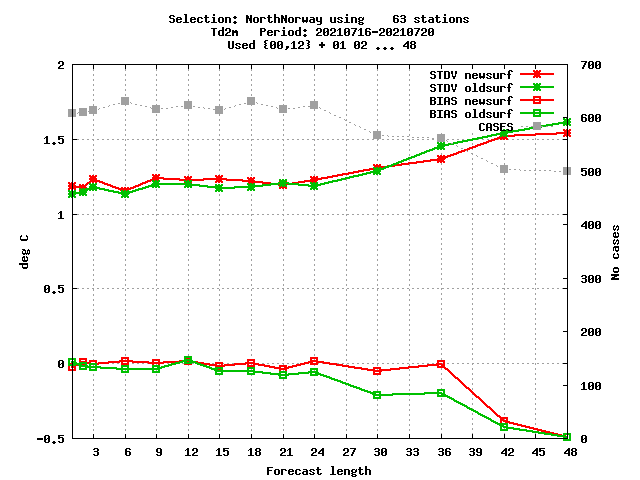 Selection: NorthNorway using    63 stations
Td2m   Period: 20210716-20210720
Used {00,12} + 01 02 ... 48
STDV newsurf
STDV oldsurf
BIAS newsurf
BIAS oldsurf
CASES
2
1.5
1
0.5
0
-0.5
deg C
700
600
500
400
300
200
100
0
No cases
3 6 9 12 15 18 21 24 27 30 33 36 39 42 45 48
Forecast length